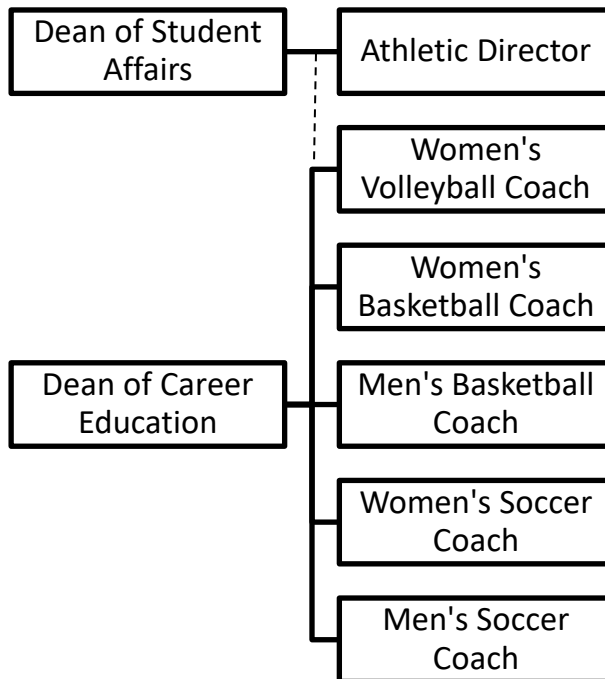 Dean of Student
Affairs
Athletic Director
Women's
Volleyball Coach
Women's
Basketball Coach
Dean of Career
Education
Men's Basketball
Coach
Women's Soccer
Coach
Men's Soccer
Coach